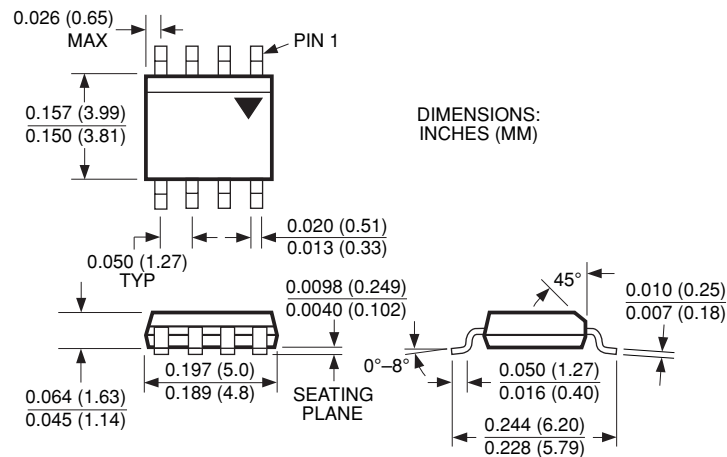 0.026 (0.65)
MAX
PIN 1
0.157 (3.99)
0.150 (3.81)
DIMENSIONS:
INCHES (MM)
0.020 (0.51)
0.013 (0.33)
0.050 (1.27)
TYP
0.0098 (0.249)
0.0040 (0.102)
45°
0.010 (0.25)
0.007 (0.18)
0°–8°
0.064 (1.63)
0.045 (1.14)
0.197 (5.0)
0.189 (4.8)
SEATING
PLANE
0.050 (1.27)
0.016 (0.40)
0.244 (6.20)
0.228 (5.79)